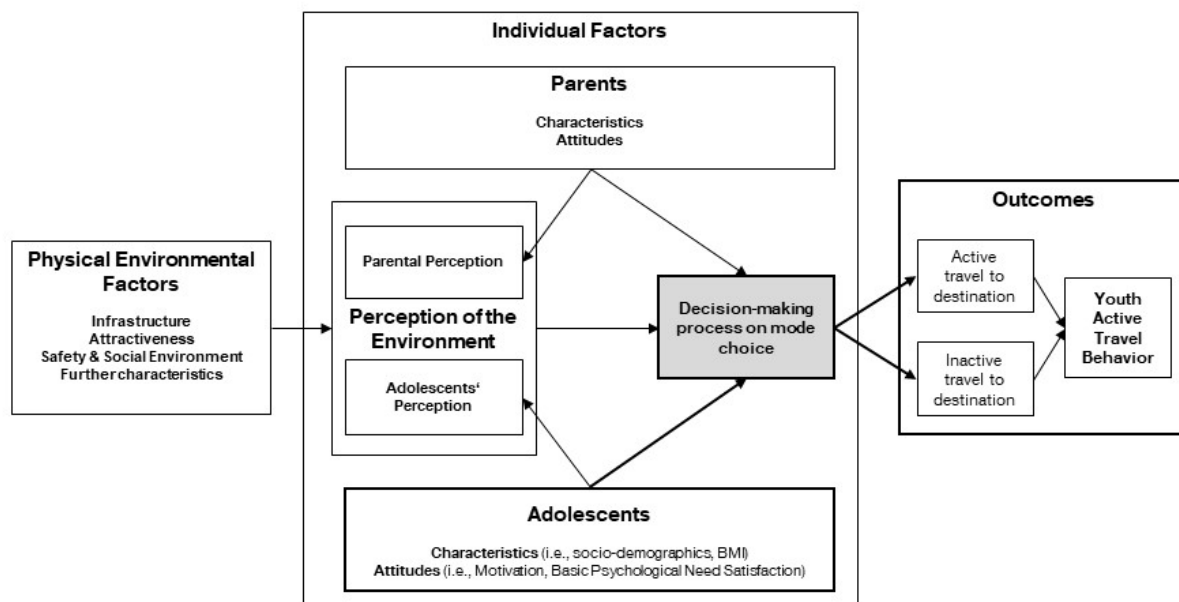 Individual Factors
Parents
Characteristics
Attitudes
Physical Environmental
Factors
Infrastructure
Attractiveness
Safety & Social Environment
Further characteristics
Parental Perception
Perception of the
Environment
Adolescents‘
Perception
Decision-making
process on mode
choice
Adolescents
Characteristics (i.e., socio-demographics, BMI)
Attitudes (i.e., Motivation, Basic Psychological Need Satisfaction)
Outcomes
Active
travel to
destination
Inactive
travel to
destination
Youth
Active
Travel
Behavior